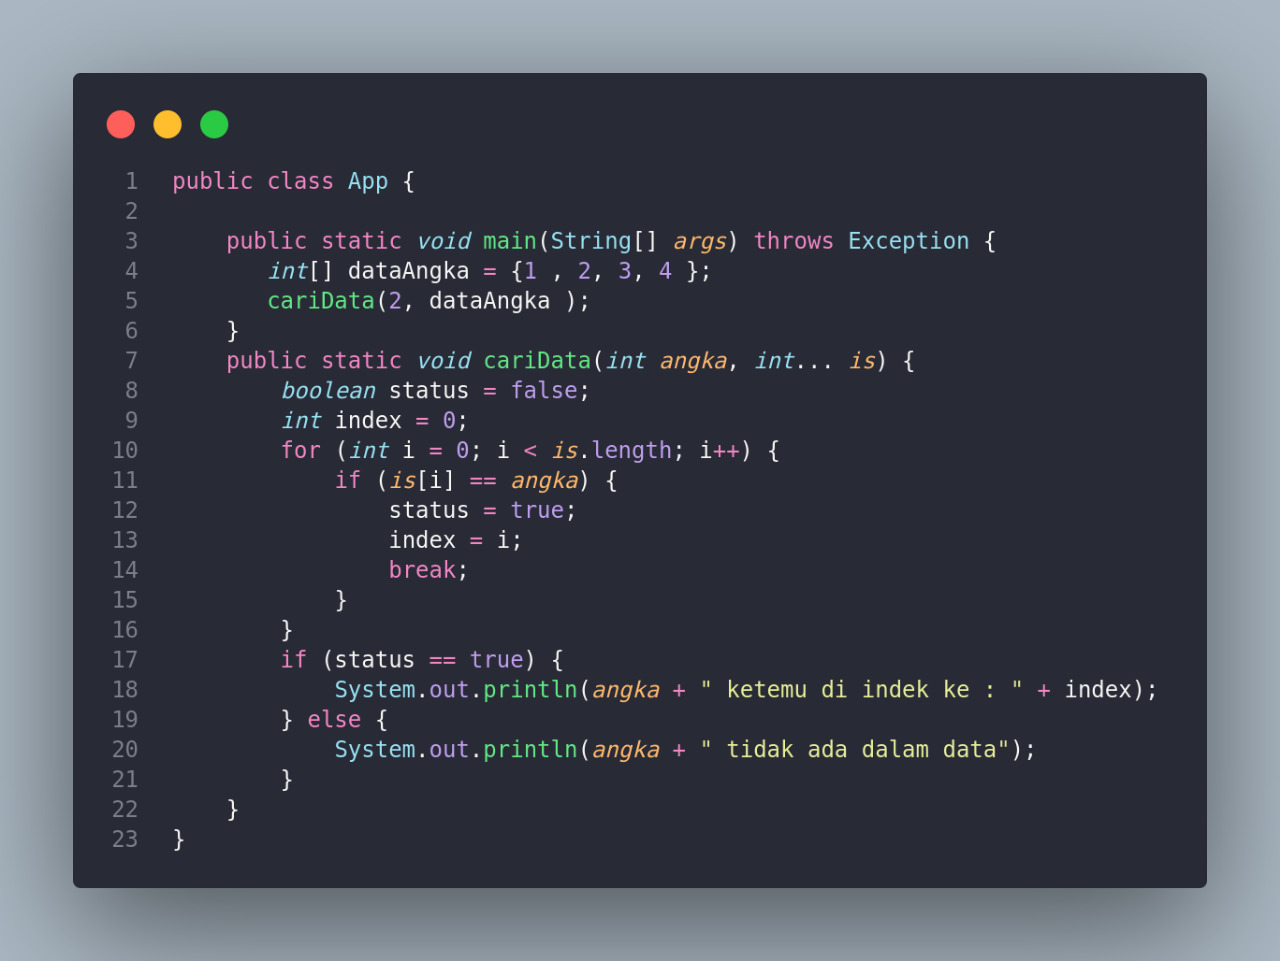 1 public class App {
2
3     public static void main(String[] args) throws Exception {
4        int[] dataAngka = {1 , 2, 3, 4 };
5        cariData(2, dataAngka );
6     }
7     public static void cariData(int angka, int... is) {
8         boolean status = false;
9         int index = 0;
10         for (int i = 0; i < is.length; i++) {
11             if (is[i] == angka) {
12                 status = true;
13                 index = i;
14                 break;
15             }
16         }
17         if (status == true) {
18             System.out.println(angka + " ketemu di indek ke : " + index);
19         } else {
20             System.out.println(angka + " tidak ada dalam data");
21         }
22     }
23 }